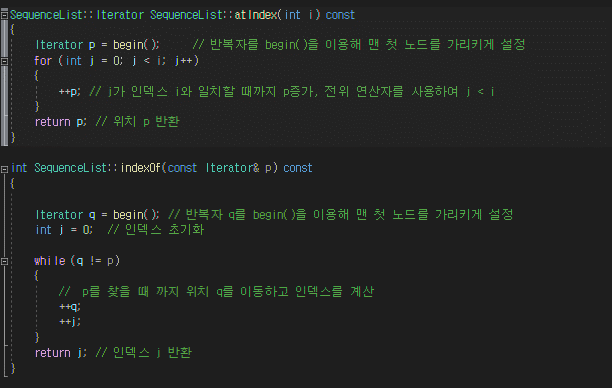 SequenceList::Iterator SequenceList::atIndex(int i) const
{
Iterator p = begin(); // 반복자를 begin()을 이용해 맨 첫 노드를 가리키게 설정
for (int j = 0; j < i; j++)
{
++p; // j가 인덱스 i와 일치할 때까지 p증가, 전위 연산자를 사용하여 j < i
}
return p; // 위치 p 반환
}
int SequenceList::indexOf(const Iterator& p) const
{
Iterator q = begin(); // 반복자 q를 begin()을 이용해 맨 첫 노드를 가리키게 설정
int j = 0; // 인덱스 초기화
while (q != p)
{
// p를 찾을 때 까지 위치 q를 이동하고 인덱스를 계산
++q;
++j;
}
return j; // 인덱스 j 반환
}